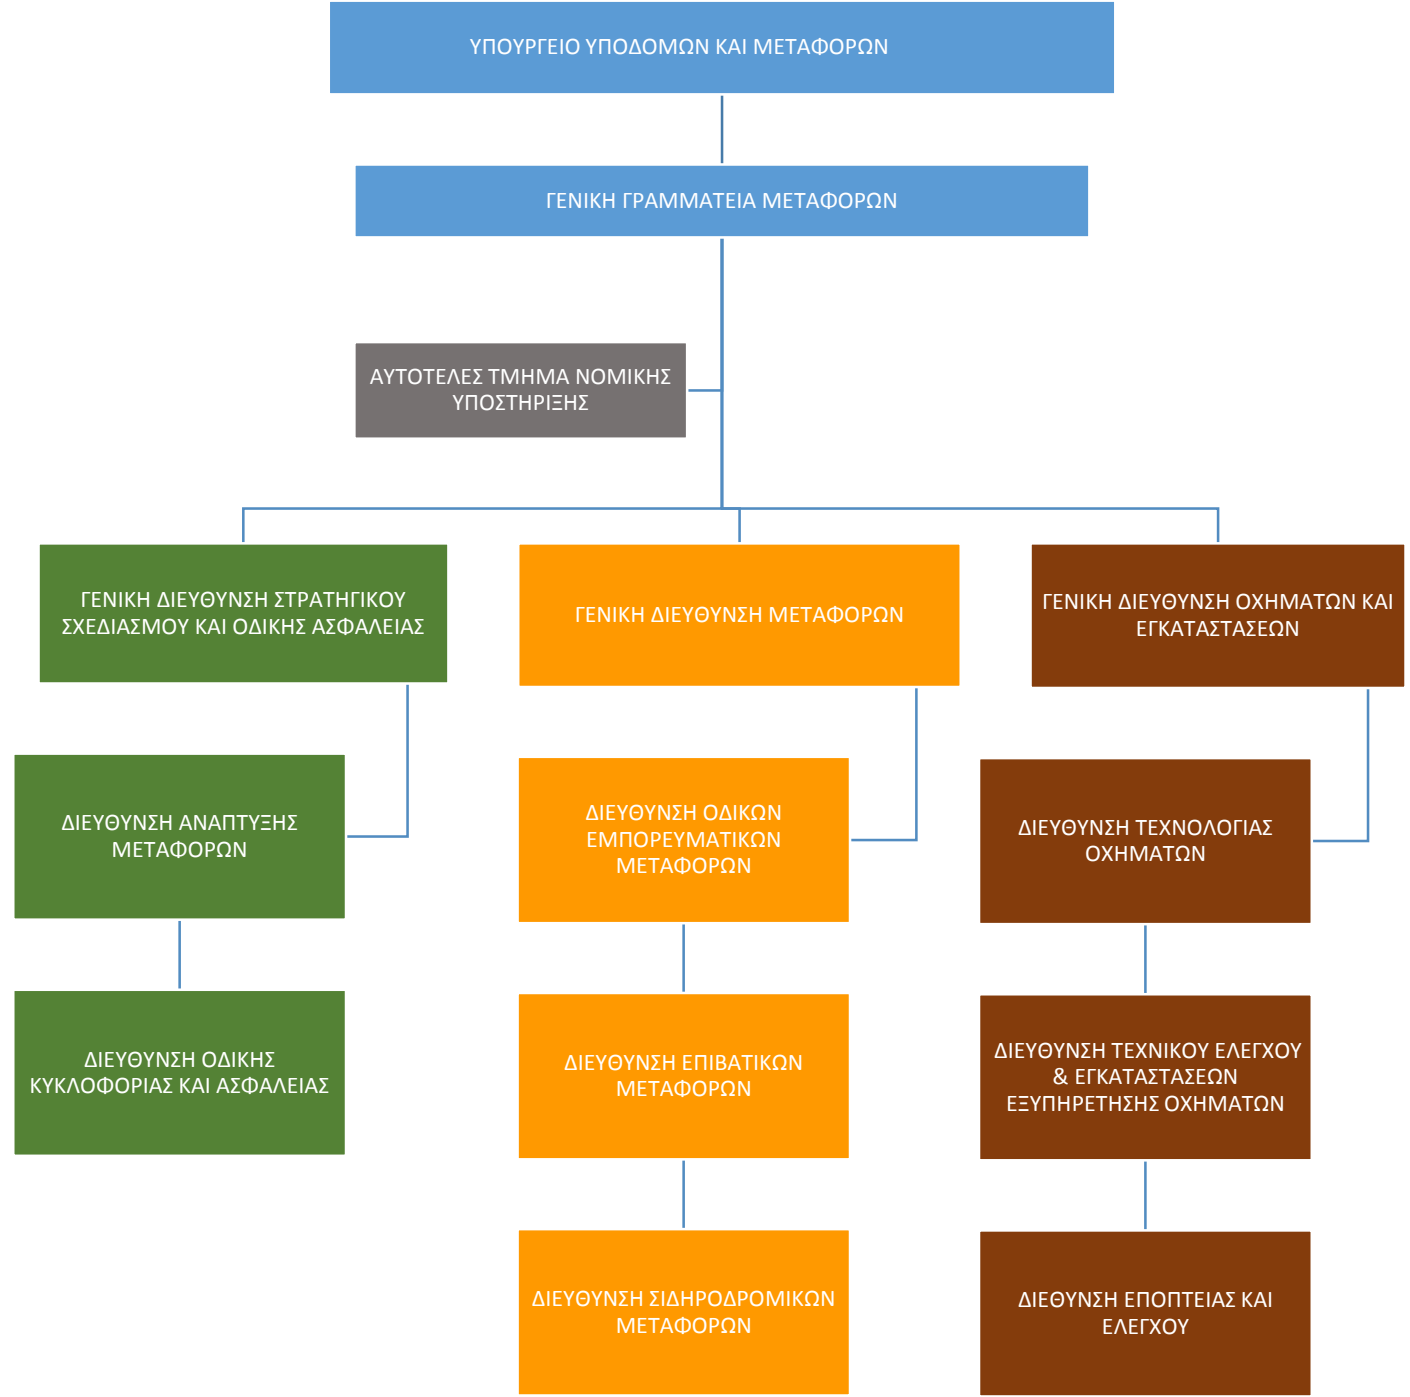 ΥΠΟΥΡΓΕΙΟ ΥΠΟΔΟΜΩΝ ΚΑΙ ΜΕΤΑΦΟΡΩΝ
ΓΕΝΙΚΗ ΓΡΑΜΜΑΤΕΙΑ ΜΕΤΑΦΟΡΩΝ
ΑΥΤΟΤΕΛΕΣ ΤΜΗΜΑ ΝΟΜΙΚΗΣ
ΥΠΟΣΤΗΡΙΞΗΣ
ΓΕΝΙΚΗ ΔΙΕΥΘΥΝΣΗ ΣΤΡΑΤΗΓΙΚΟΥ
ΣΧΕΔΙΑΣΜΟΥ ΚΑΙ ΟΔΙΚΗΣ ΑΣΦΑΛΕΙΑΣ
ΓΕΝΙΚΗ ΔΙΕΥΘΥΝΣΗ ΜΕΤΑΦΟΡΩΝ
ΓΕΝΙΚΗ ΔΙΕΥΘΥΝΣΗ ΟΧΗΜΑΤΩΝ ΚΑΙ
ΕΓΚΑΤΑΣΤΑΣΕΩΝ
ΔΙΕΥΘΥΝΣΗ ΑΝΑΠΤΥΞΗΣ
ΜΕΤΑΦΟΡΩΝ
ΔΙΕΥΘΥΝΣΗ ΟΔΙΚΩΝ
ΕΜΠΟΡΕΥΜΑΤΙΚΩΝ
ΜΕΤΑΦΟΡΩΝ
ΔΙΕΥΘΥΝΣΗ ΤΕΧΝΟΛΟΓΙΑΣ
ΟΧΗΜΑΤΩΝ
ΔΙΕΥΘΥΝΣΗ ΟΔΙΚΗΣ
ΚΥΚΛΟΦΟΡΙΑΣ ΚΑΙ ΑΣΦΑΛΕΙΑΣ
ΔΙΕΥΘΥΝΣΗ ΕΠΙΒΑΤΙΚΩΝ
ΜΕΤΑΦΟΡΩΝ
ΔΙΕΥΘΥΝΣΗ ΤΕΧΝΙΚΟΥ ΕΛΕΓΧΟΥ
& ΕΓΚΑΤΑΣΤΑΣΕΩΝ
ΕΞΥΠΗΡΕΤΗΣΗΣ ΟΧΗΜΑΤΩΝ
ΔΙΕΥΘΥΝΣΗ ΣΙΔΗΡΟΔΡΟΜΙΚΩΝ
ΜΕΤΑΦΟΡΩΝ
ΔΙΕΘΥΝΣΗ ΕΠΟΠΤΕΙΑΣ ΚΑΙ
ΕΛΕΓΧΟΥ